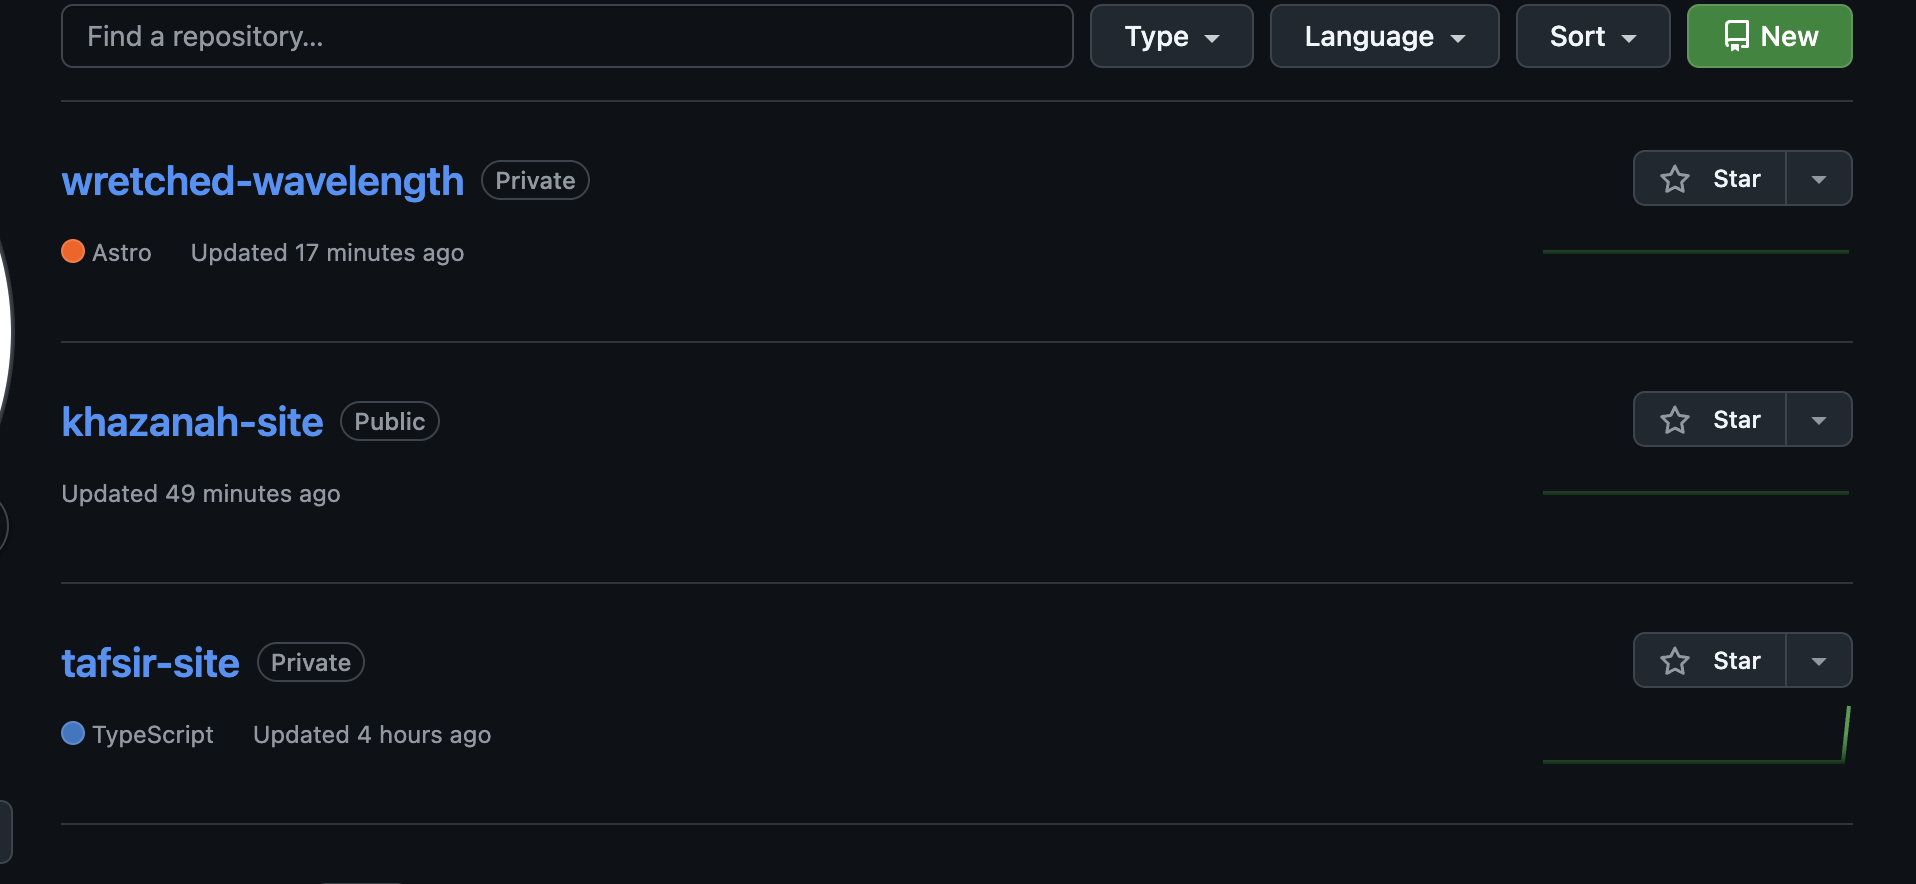 Find a repository...
Type
Language
Sort
New
wretched-wavelength Private
Star
Astro Updated 17 minutes ago
khazanah-site Public
Star
Updated 49 minutes ago
tafsir-site Private
Star
TypeScript Updated 4 hours ago